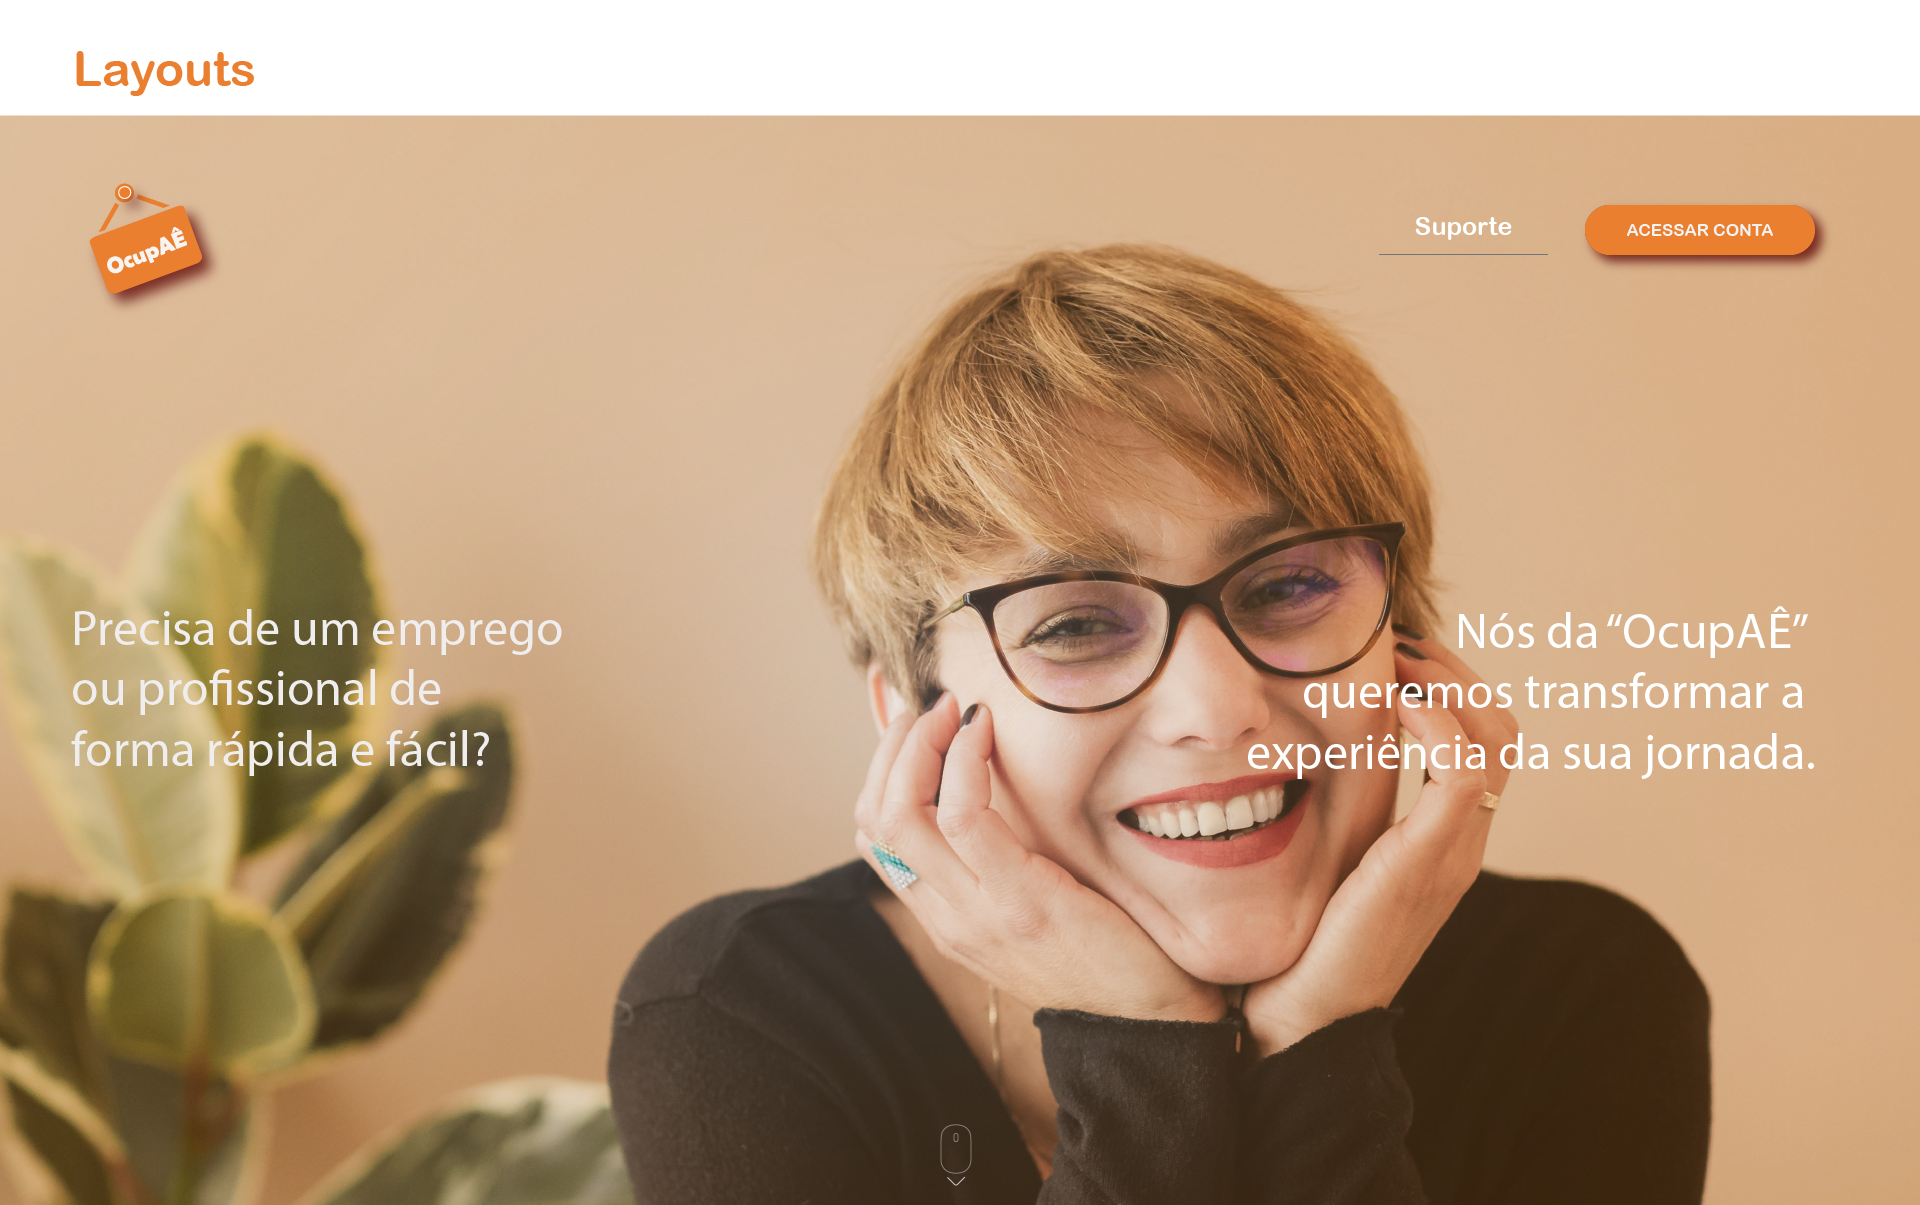 Layouts
OcupAÊ
Suporte
ACESSAR CONTA
Precisa de um emprego
ou profissional de
forma rápida e fácil?
Nós da “OcupAÊ”
queremos transformar a
experiência da sua jornada.